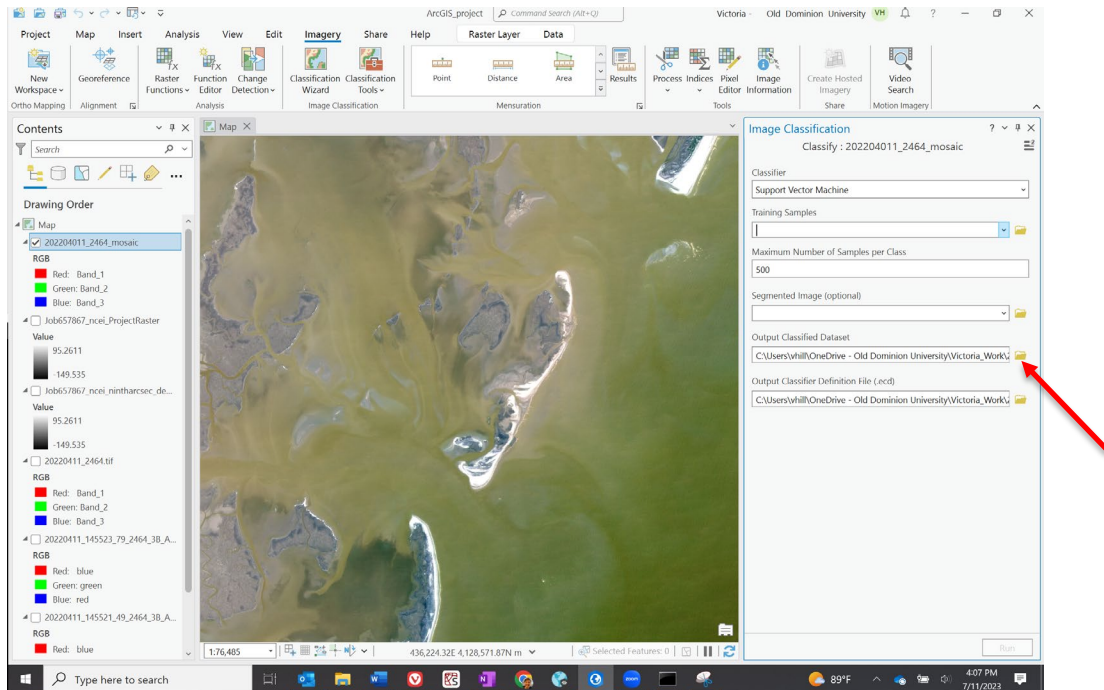 ArcGIS_project
Command Search (Alt+Q)
Victoria - Old Dominion University VH
?
Project Map Insert Analysis View Edit Imagery Share Help Raster Layer Data
New Workspace
Georeference
Raster Functions
Function Editor
Change Detection
Classification Wizard
Classification Tools
Point
Distance
Area
Results
Process
Indices
Pixel Editor
Image Information
Create Hosted Imagery
Video Search
Ortho Mapping Alignment Analysis Image Classification Mensuration Tools Share Motion Imagery
Contents
Search
Drawing Order
Map
202204011_2464_mosaic
RGB
Red: Band_1
Green: Band_2
Blue: Band_3
Job657867_ncei_ProjectRaster
Value
95.2611
-149.535
Job657867_ncei_nintharcsec_de...
Value
95.2611
-149.535
20220411_2464.tif
RGB
Red: Band_1
Green: Band_2
Blue: Band_3
20220411_145523_79_2464_3B_A...
RGB
Red: blue
Green: green
Blue: red
20220411_145521_49_2464_3B_A...
RGB
Red: blue
Map
1:76,485
436,224.32E 4,128,571.87N m
Selected Features: 0
Image Classification
?
Classify : 202204011_2464_mosaic
Classifier
Support Vector Machine
Training Samples
Maximum Number of Samples per Class
500
Segmented Image (optional)
Output Classified Dataset
C:\Users\vhill\OneDrive - Old Dominion University\Victoria_Work\
Output Classifier Definition File (.ecd)
C:\Users\vhill\OneDrive - Old Dominion University\Victoria_Work\
Run
Type here to search
89°F
4:07 PM
7/11/2023